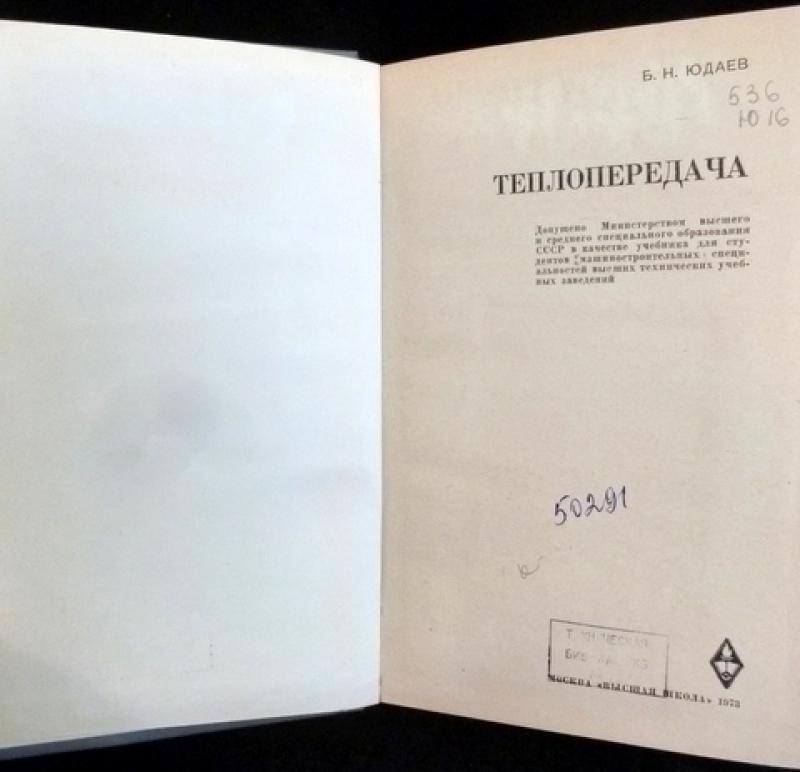 Б. Н. ЮДАЕВ
536
Ю 16
ТЕПЛОПЕРЕДАЧА
Допущено Министерством высшего
и среднего специального образования
СССР в качестве учебника для сту-
дентов машиностроительных специ-
альностей высших технических учеб-
ных заведений
50291
МОСКВА «ВЫСШАЯ ШКОЛА» 1973